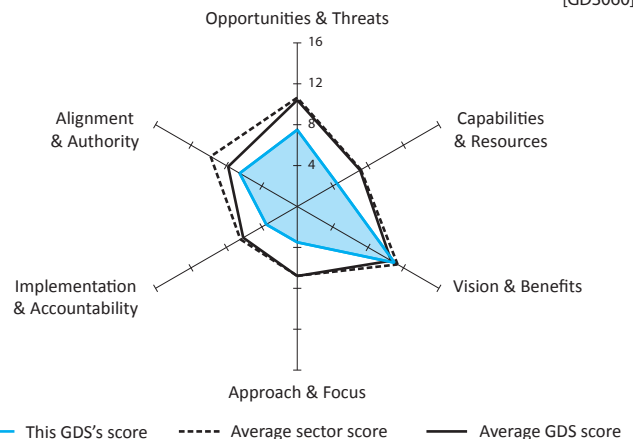 [GDS060]
Opportunities & Threats
16
12
8
4
Alignment
& Authority
Capabilities
& Resources
Implementation
& Accountability
Vision & Benefits
Approach & Focus
This GDS's score
Average sector score
Average GDS score